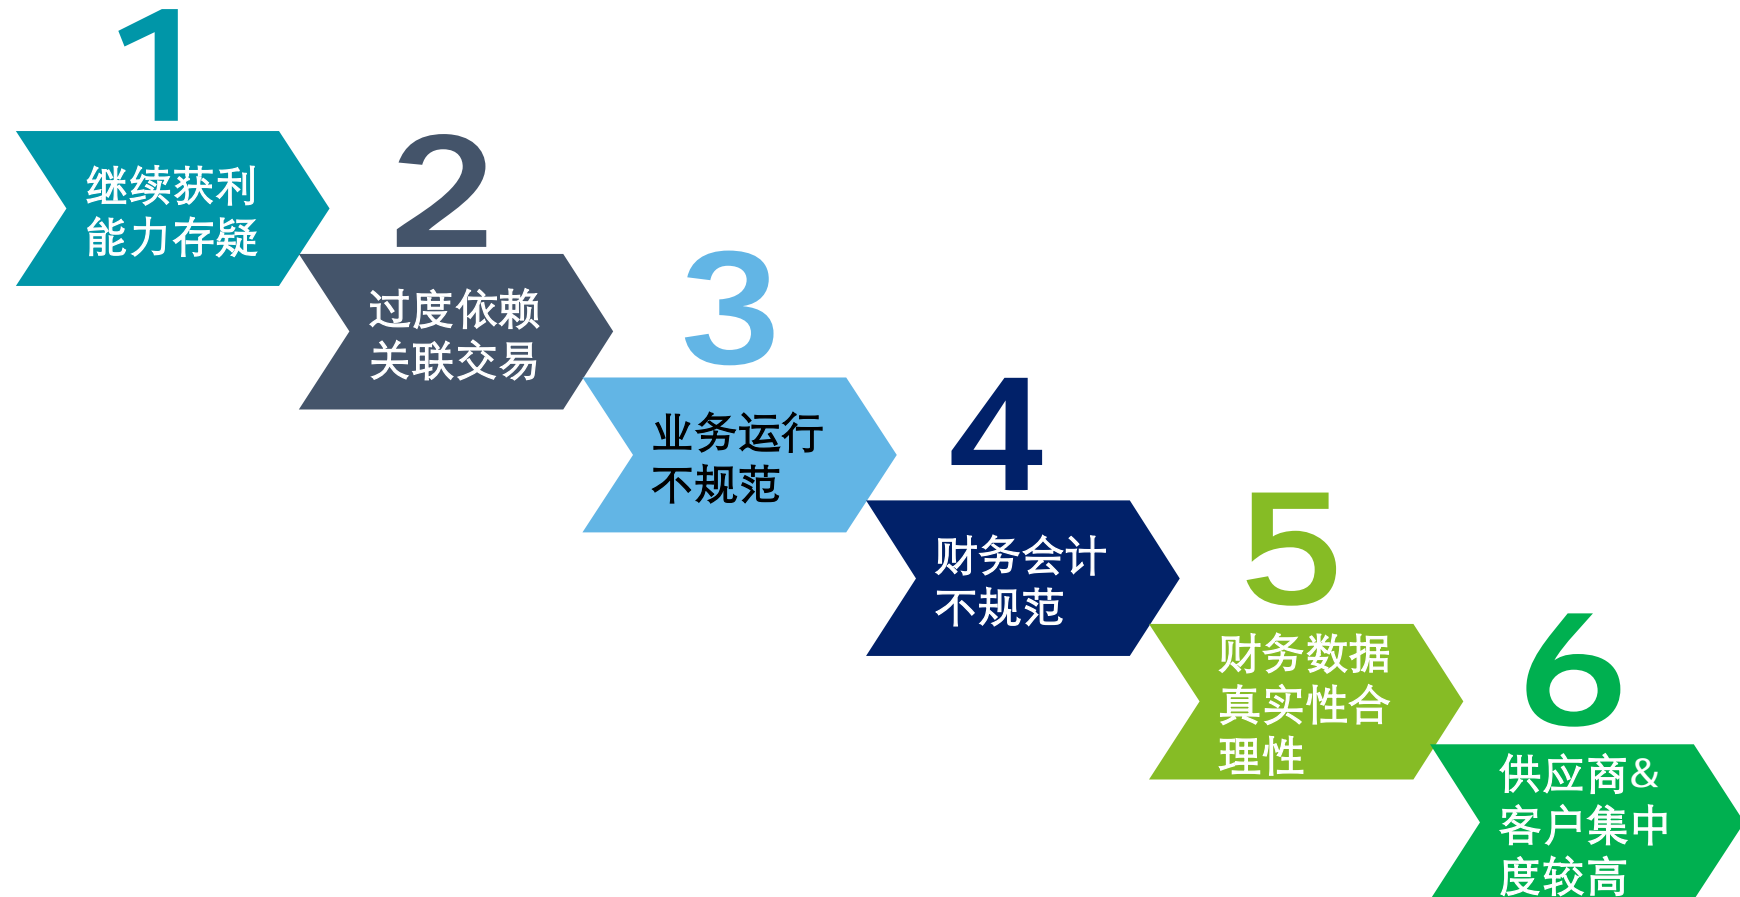 1
继续获利
能力存疑
2
过度依赖
关联交易
3
业务运行
不规范
4
财务会计
不规范
5
财务数据
真实性合
理性
6
供应商&
客户集中
度较高